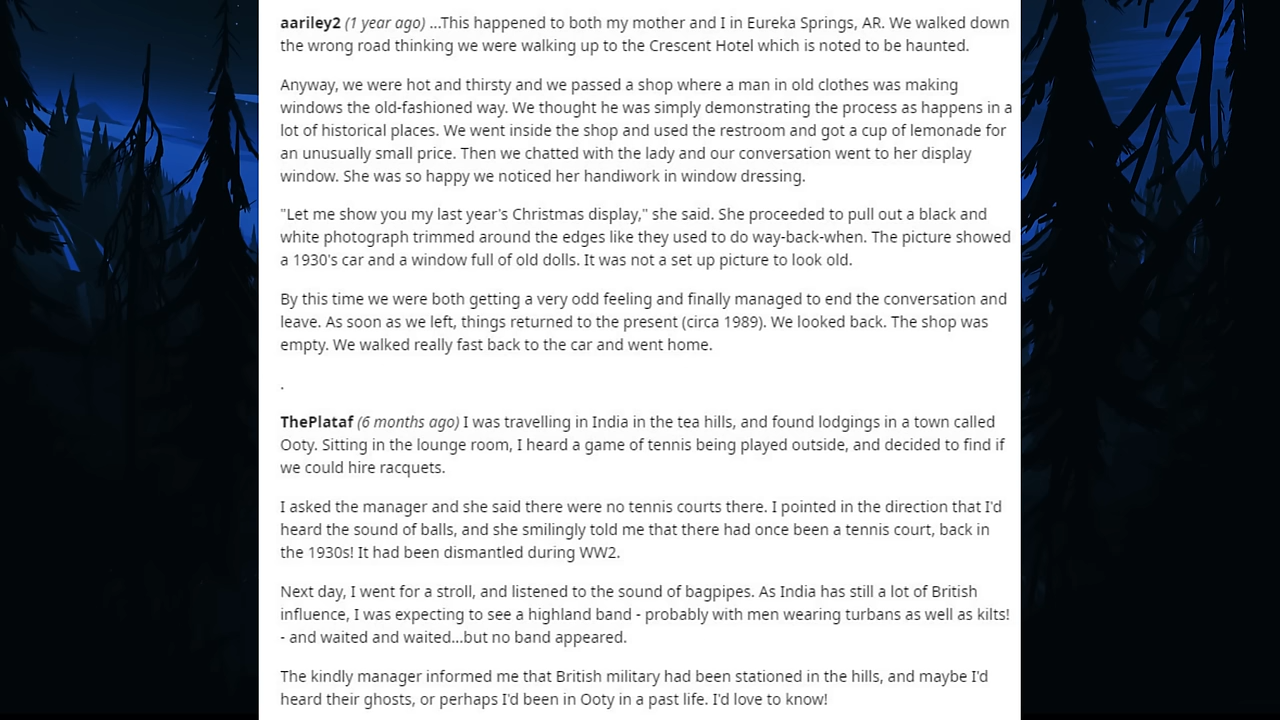 aariley2 (1 year ago) ...This happened to both my mother and I in Eureka Springs, AR. We walked down
the wrong road thinking we were walking up to the Crescent Hotel which is noted to be haunted.
Anyway, we were hot and thirsty and we passed a shop where a man in old clothes was making
windows the old-fashioned way. We thought he was simply demonstrating the process as happens in a
lot of historical places. We went inside the shop and used the restroom and got a cup of lemonade for
an unusually small price. Then we chatted with the lady and our conversation went to her display
window. She was so happy we noticed her handiwork in window dressing.
"Let me show you my last year's Christmas display," she said. She proceeded to pull out a black and
white photograph trimmed around the edges like they used to do way-back-when. The picture showed
a 1930's car and a window full of old dolls. It was not a set up picture to look old.
By this time we were both getting a very odd feeling and finally managed to end the conversation and
leave. As soon as we left, things returned to the present (circa 1989). We looked back. The shop was
empty. We walked really fast back to the car and went home.
.
ThePlataf (6 months ago) I was travelling in India in the tea hills, and found lodgings in a town called
Ooty. Sitting in the lounge room, I heard a game of tennis being played outside, and decided to find if
we could hire racquets.
I asked the manager and she said there were no tennis courts there. I pointed in the direction that I'd
heard the sound of balls, and she smilingly told me that there had once been a tennis court, back in
the 1930s! It had been dismantled during WW2.
Next day, I went for a stroll, and listened to the sound of bagpipes. As India has still a lot of British
influence, I was expecting to see a highland band - probably with men wearing turbans as well as kilts!
- and waited and waited...but no band appeared.
The kindly manager informed me that British military had been stationed in the hills, and maybe I'd
heard their ghosts, or perhaps I'd been in Ooty in a past life. I'd love to know!